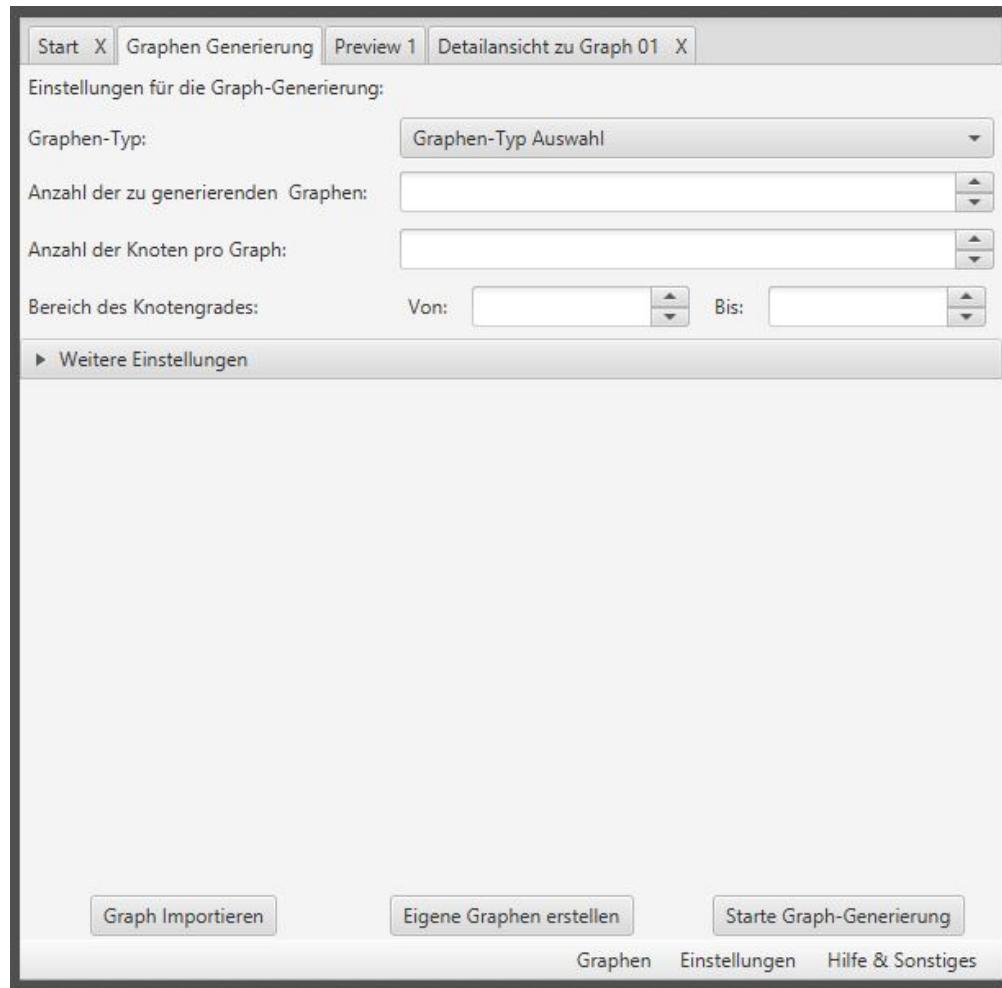 Start X Graphen Generierung Preview 1 Detailansicht zu Graph 01 X
Einstellungen für die Graph-Generierung:
Graphen-Typ: Graphen-Typ Auswahl
Anzahl der zu generierenden Graphen:
Anzahl der Knoten pro Graph:
Bereich des Knotengrades: Von: Bis:
Weitere Einstellungen
Graph Importieren Eigene Graphen erstellen Starte Graph-Generierung
Graphen Einstellungen Hilfe & Sonstiges